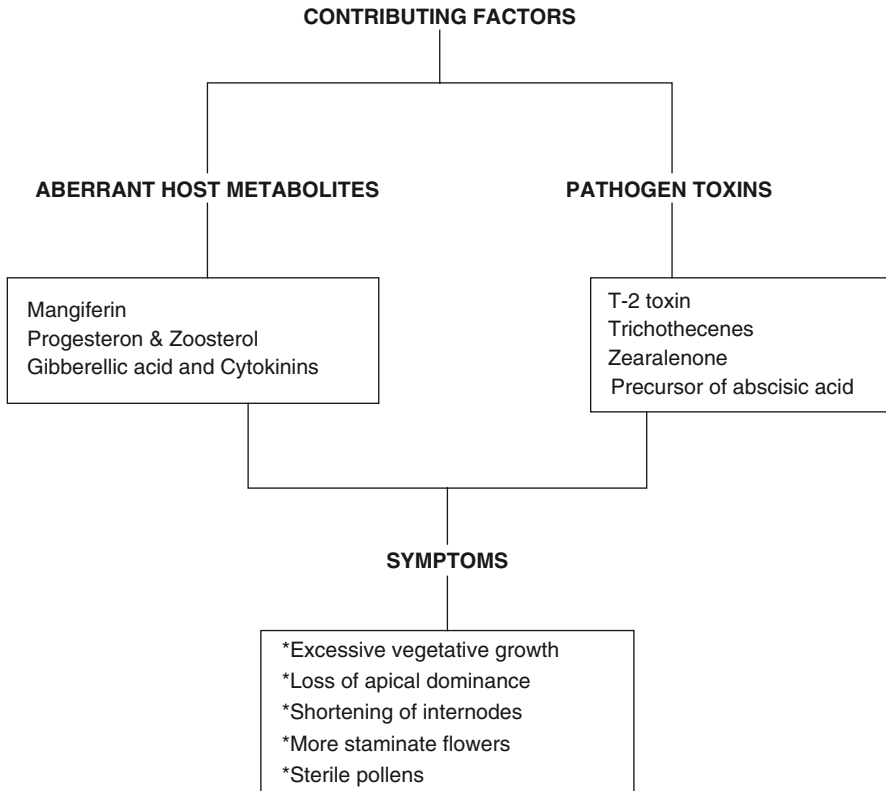 CONTRIBUTING FACTORS
ABERRANT HOST METABOLITES
Mangiferin
Progesteron & Zoosterol
Gibberellic acid and Cytokinins
PATHOGEN TOXINS
T-2 toxin
Trichothecenes
Zearalenone
Precursor of abscisic acid
SYMPTOMS
*Excessive vegetative growth
*Loss of apical dominance
*Shortening of internodes
*More staminate flowers
*Sterile pollens